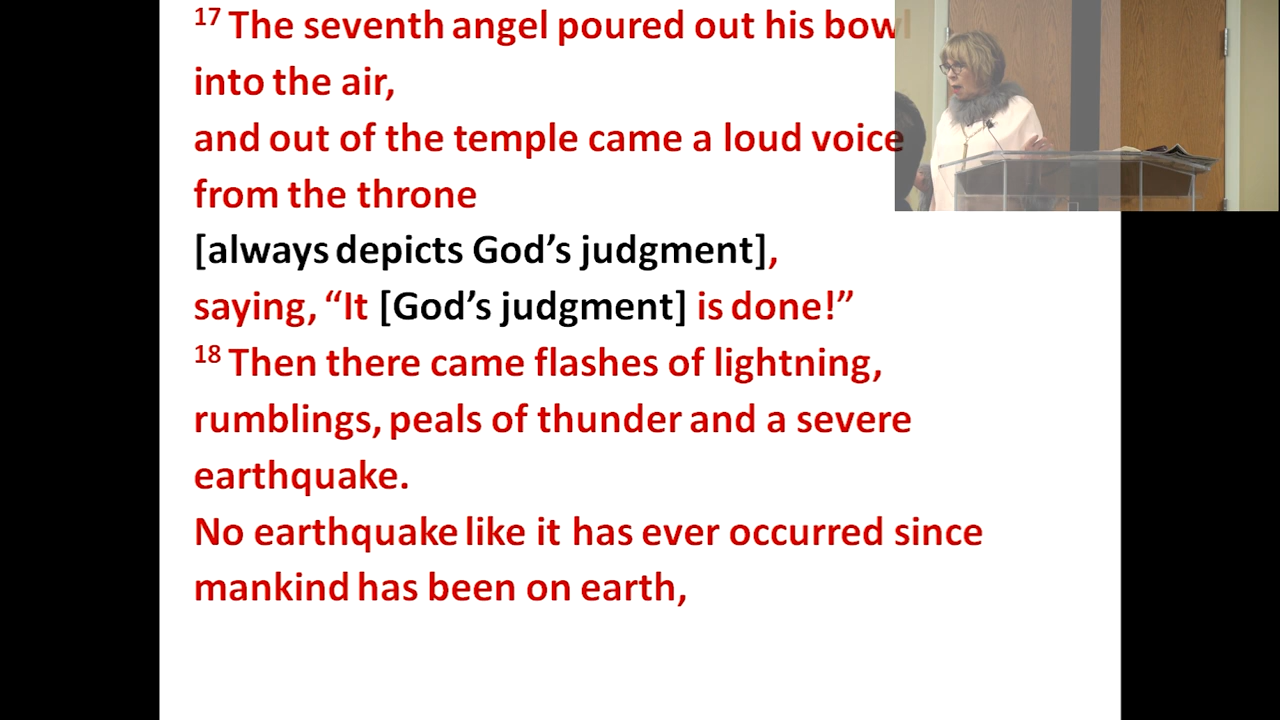 17 The seventh angel poured out his bowl
into the air,
and out of the temple came a loud voice
from the throne
[always depicts God’s judgment],
saying, “It [God’s judgment] is done!”
18 Then there came flashes of lightning,
rumblings, peals of thunder and a severe
earthquake.
No earthquake like it has ever occurred since
mankind has been on earth,